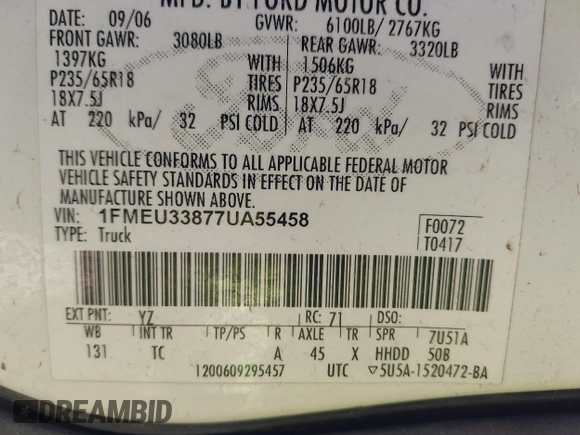 MFD. BY FORD MOTOR CO.
DATE: 09/06 GVWR: 6100LB/ 2767KG
FRONT GAWR: 3080LB REAR GAWR: 3320LB
1397KG WITH 1506KG WITH
P235/65R18 TIRES P235/65R18 TIRES
18X7.5J RIMS 18X7.5J RIMS
AT 220 kPa/ 32 PSI COLD AT 220 kPa/ 32 PSI COLD
Ford
THIS VEHICLE CONFORMS TO ALL APPLICABLE FEDERAL MOTOR
VEHICLE SAFETY STANDARDS IN EFFECT ON THE DATE OF
MANUFACTURE SHOWN ABOVE.
VIN: 1FMEU33877UA55458 F0072
TYPE: Truck T0417
EXT PNT: YZ RC: 71 DSO:
WB INT TR TP/PS R AXLE TR SPR 7U51A
131 TC A 45 X HHDD 50B
1200609295457 UTC ▽5U5A-1520472-BA
DREAMBID